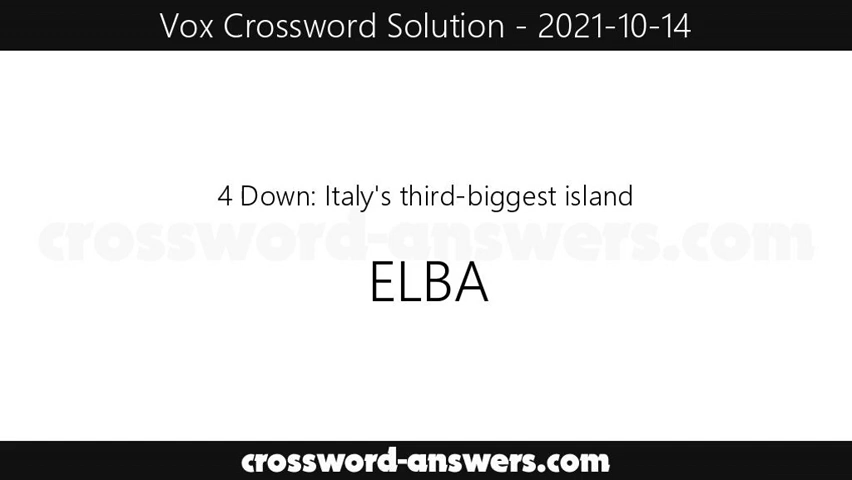 Vox Crossword Solution - 2021-10-14
4 Down: Italy's third-biggest island
crossword-answers.com
ELBA
crossword-answers.com